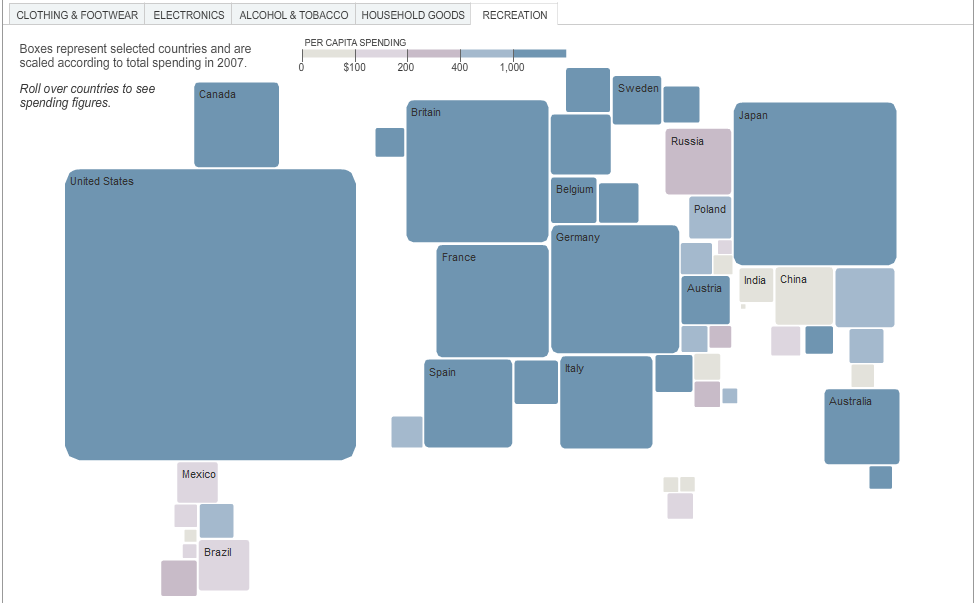 CLOTHING & FOOTWEAR ELECTRONICS ALCOHOL & TOBACCO HOUSEHOLD GOODS RECREATION
Boxes represent selected countries and are
scaled according to total spending in 2007.
Roll over countries to see
spending figures.
PER CAPITA SPENDING
0 $100 200 400 1,000
Canada
United States
Mexico
Brazil
Britain
Sweden
Belgium
Germany
France
Spain
Italy
Russia
Poland
Austria
Japan
India
China
Australia